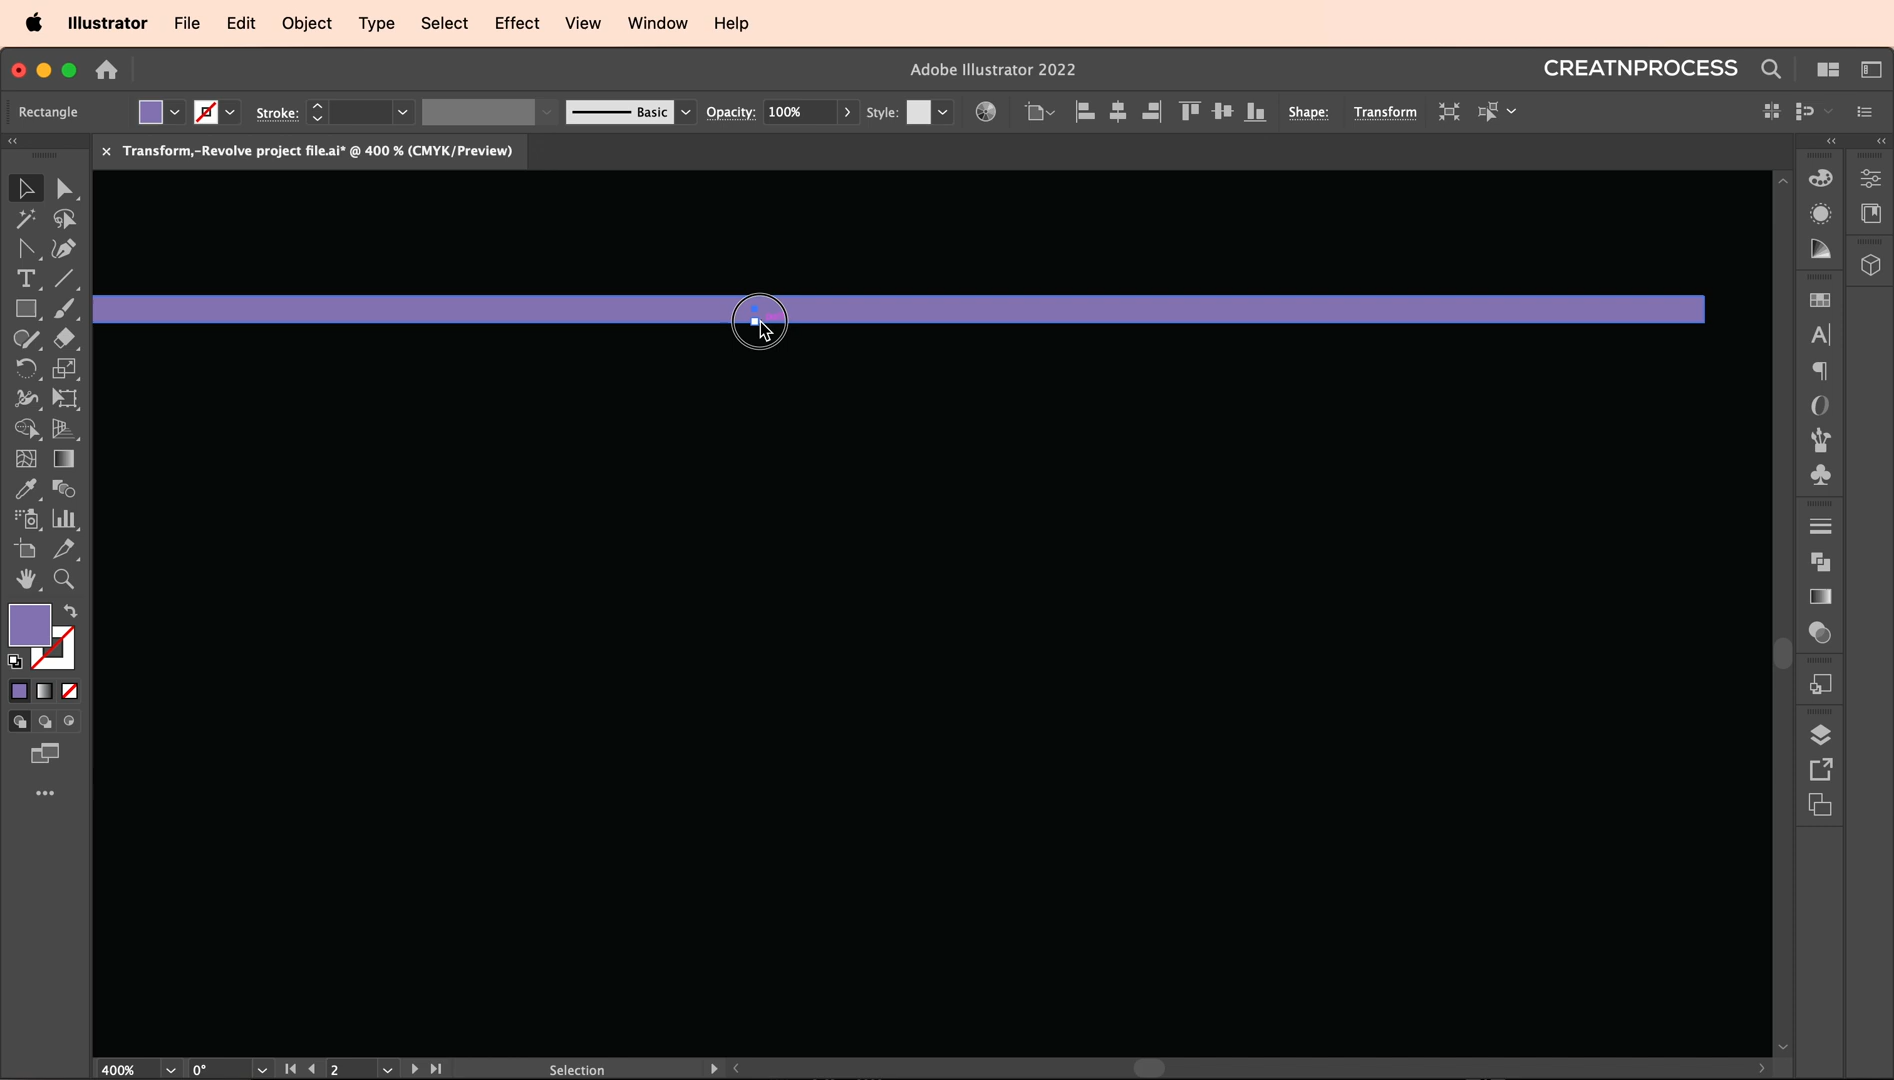 Illustrator File Edit Object Type Select Effect View Window Help
Adobe Illustrator 2022
CREATNPROCESS
Rectangle Stroke: Basic Opacity: 100% Style: Shape: Transform
Transform,-Revolve project file.ai* @ 400 % (CMYK/Preview)
400% 0° 2 Selection